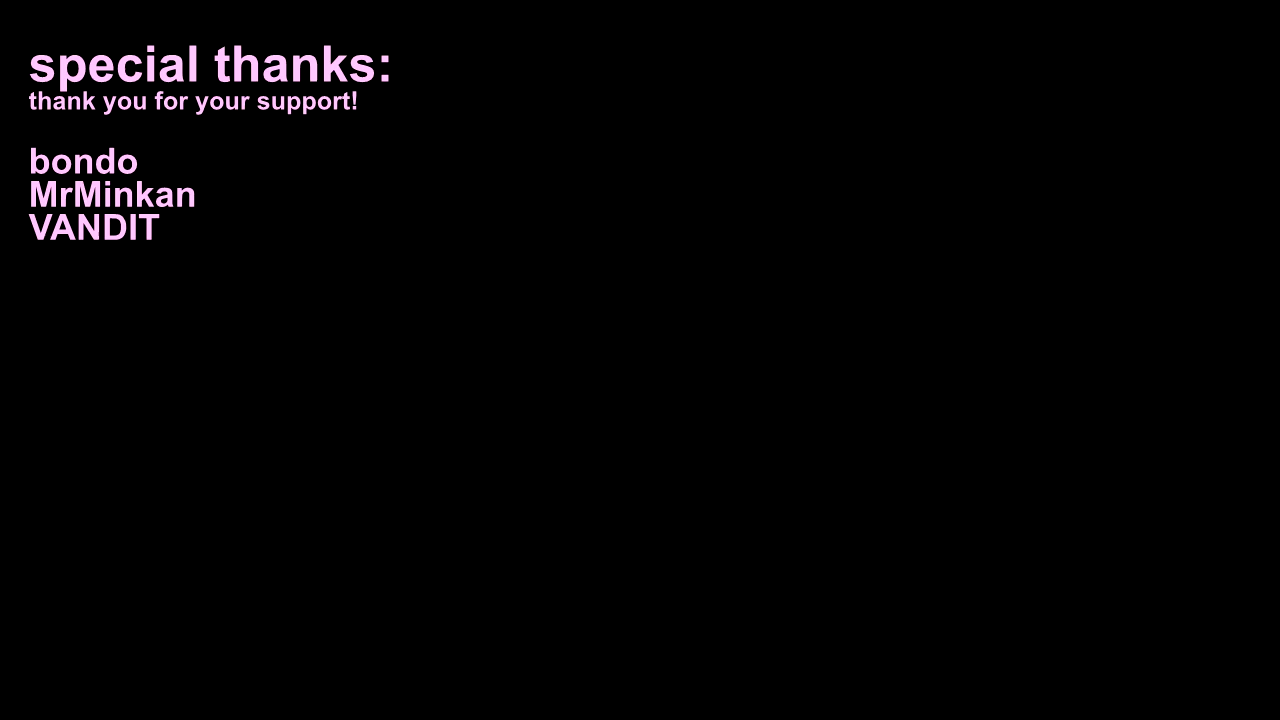 special thanks:
thank you for your support!
bondo
MrMinkan
VANDIT